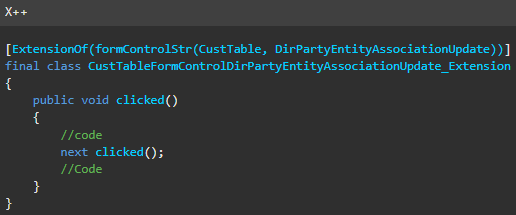 X++
[ExtensionOf(formControlStr(CustTable, DirPartyEntityAssociationUpdate))]
final class CustTableFormControlDirPartyEntityAssociationUpdate_Extension
{
    public void clicked()
    {
        //code
        next clicked();
        //Code
    }
}